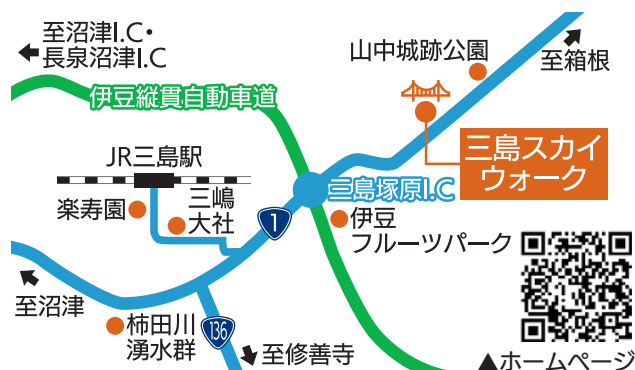 至沼津I.C・
長泉沼津I.C
伊豆縦貫自動車道
山中城跡公園
至箱根
三島スカイ
ウォーク
JR三島駅
三島塚原I.C
楽寿園
三嶋
大社
1
伊豆
フルーツパーク
至沼津
柿田川
湧水群
136
至修善寺
▲ホームページ